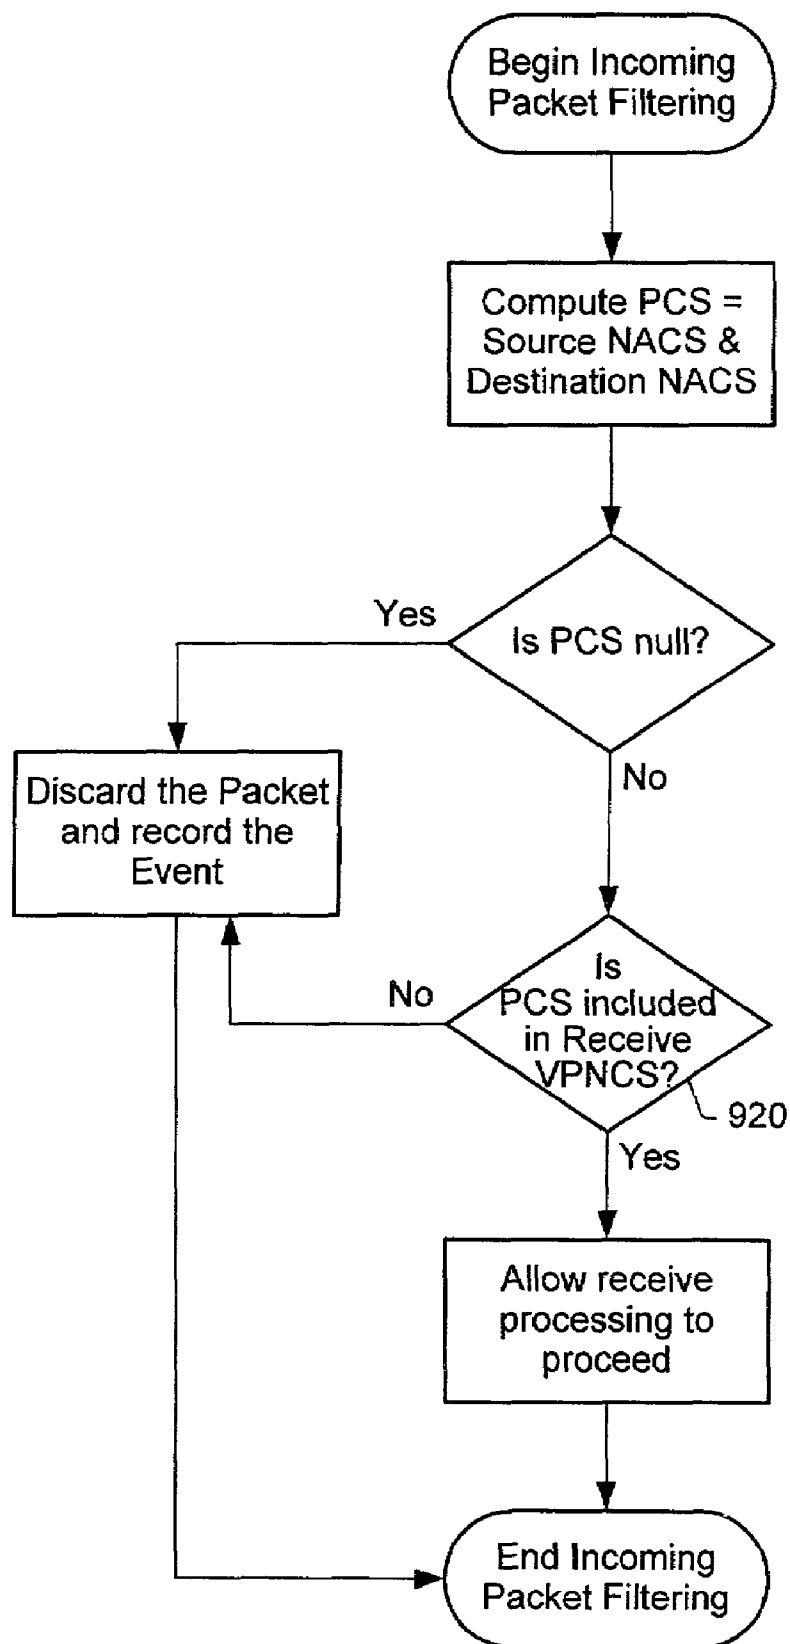 Begin Incoming
Packet Filtering
Compute PCS =
Source NACS &
Destination NACS
Yes
Is PCS null?
Discard the Packet
and record the
Event
No
No
Is
PCS included
in Receive
VPNCS?
920
Yes
Allow receive
processing to
proceed
End Incoming
Packet Filtering